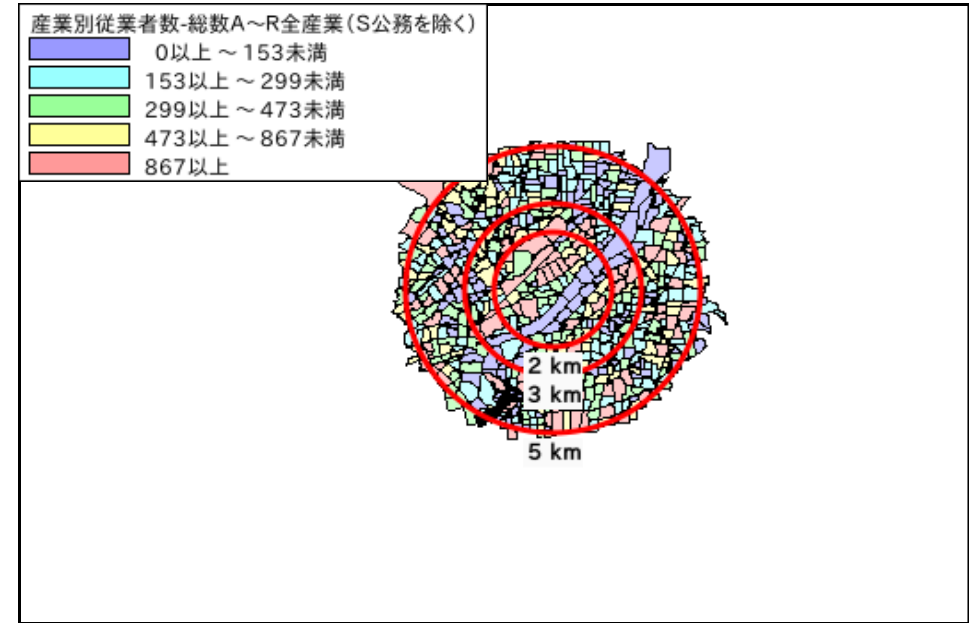 産業別従業者数-総数A～R全産業(S公務を除く)
0以上 ～ 153未満
153以上 ～ 299未満
299以上 ～ 473未満
473以上 ～ 867未満
867以上
2 km
3 km
5 km